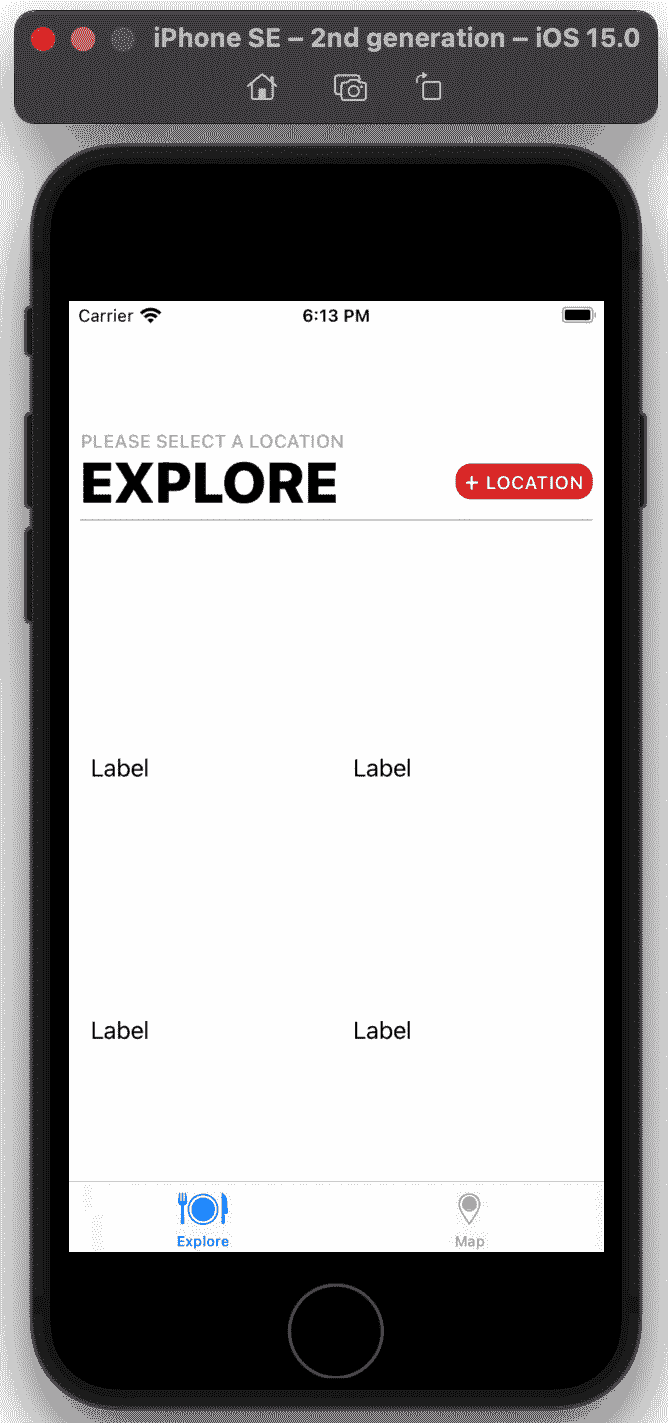 iPhone SE – 2nd generation – iOS 15.0
Carrier 6:13 PM
PLEASE SELECT A LOCATION
EXPLORE
+ LOCATION
Label Label
Label Label
Explore Map